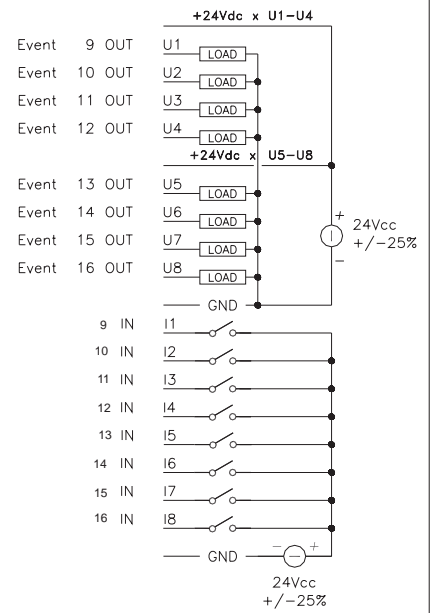 +24Vdc x U1-U4
Event 9 OUT U1 LOAD
Event 10 OUT U2 LOAD
Event 11 OUT U3 LOAD
Event 12 OUT U4 LOAD
+24Vdc x U5-U8
Event 13 OUT U5 LOAD
Event 14 OUT U6 LOAD
Event 15 OUT U7 LOAD
Event 16 OUT U8 LOAD
+
24Vcc
+/-25%
-
GND
9 IN I1
10 IN I2
11 IN I3
12 IN I4
13 IN I5
14 IN I6
15 IN I7
16 IN I8
GND - +
24Vcc
+/-25%